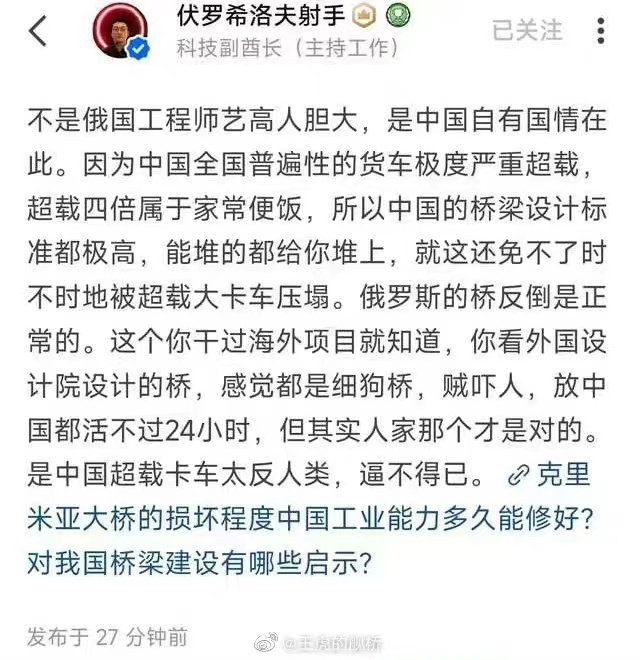 伏罗希洛夫射手
已关注
科技副酋长（主持工作）
不是俄国工程师艺高人胆大，是中国自有国情在
此。因为中国全国普遍性的货车极度严重超载，
超载四倍属于家常便饭，所以中国的桥梁设计标
准都极高，能堆的都给你堆上，就这还免不了时
不时地被超载大卡车压塌。俄罗斯的桥反倒是正
常的。这个你干过海外项目就知道，你看外国设
计院设计的桥，感觉都是细狗桥，贼吓人，放中
国都活不过24小时，但其实人家那个才是对的。
是中国超载卡车太反人类，逼不得已。 克里
米亚大桥的损坏程度中国工业能力多久能修好？
对我国桥梁建设有哪些启示？
发布于 27 分钟前
@王虎的舰桥